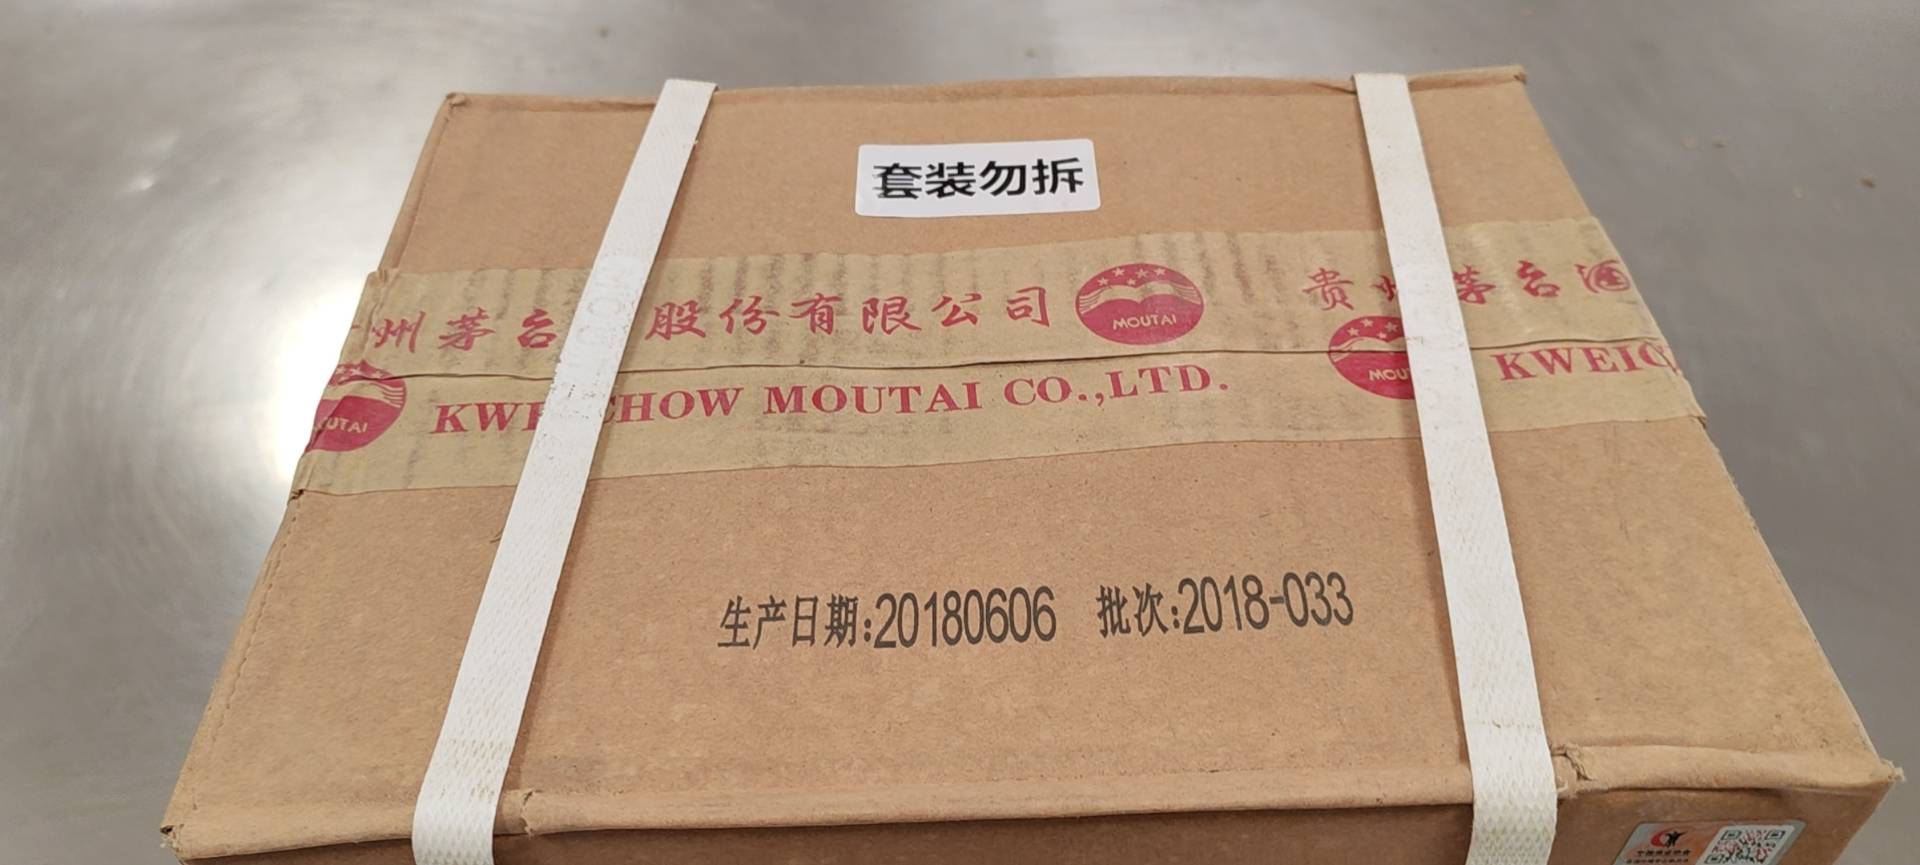 套装勿拆
州茅台 股份有限公司 MOUTAI 贵州茅台酒
MOUTAI KWEICHOW MOUTAI CO.,LTD. MOUTAI KWEIC
生产日期:20180606 批次:2018-033